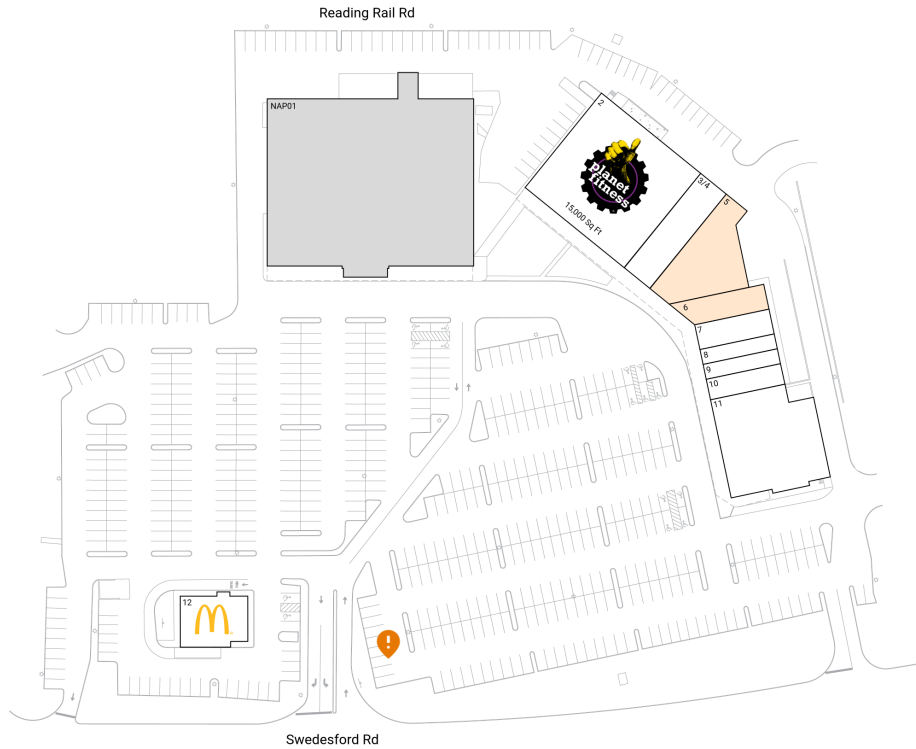 Reading Rail Rd
NAP01
2
planet
fitness
15,000 Sq Ft
3/4
5
6
7
8
9
10
11
12
Swedesford Rd